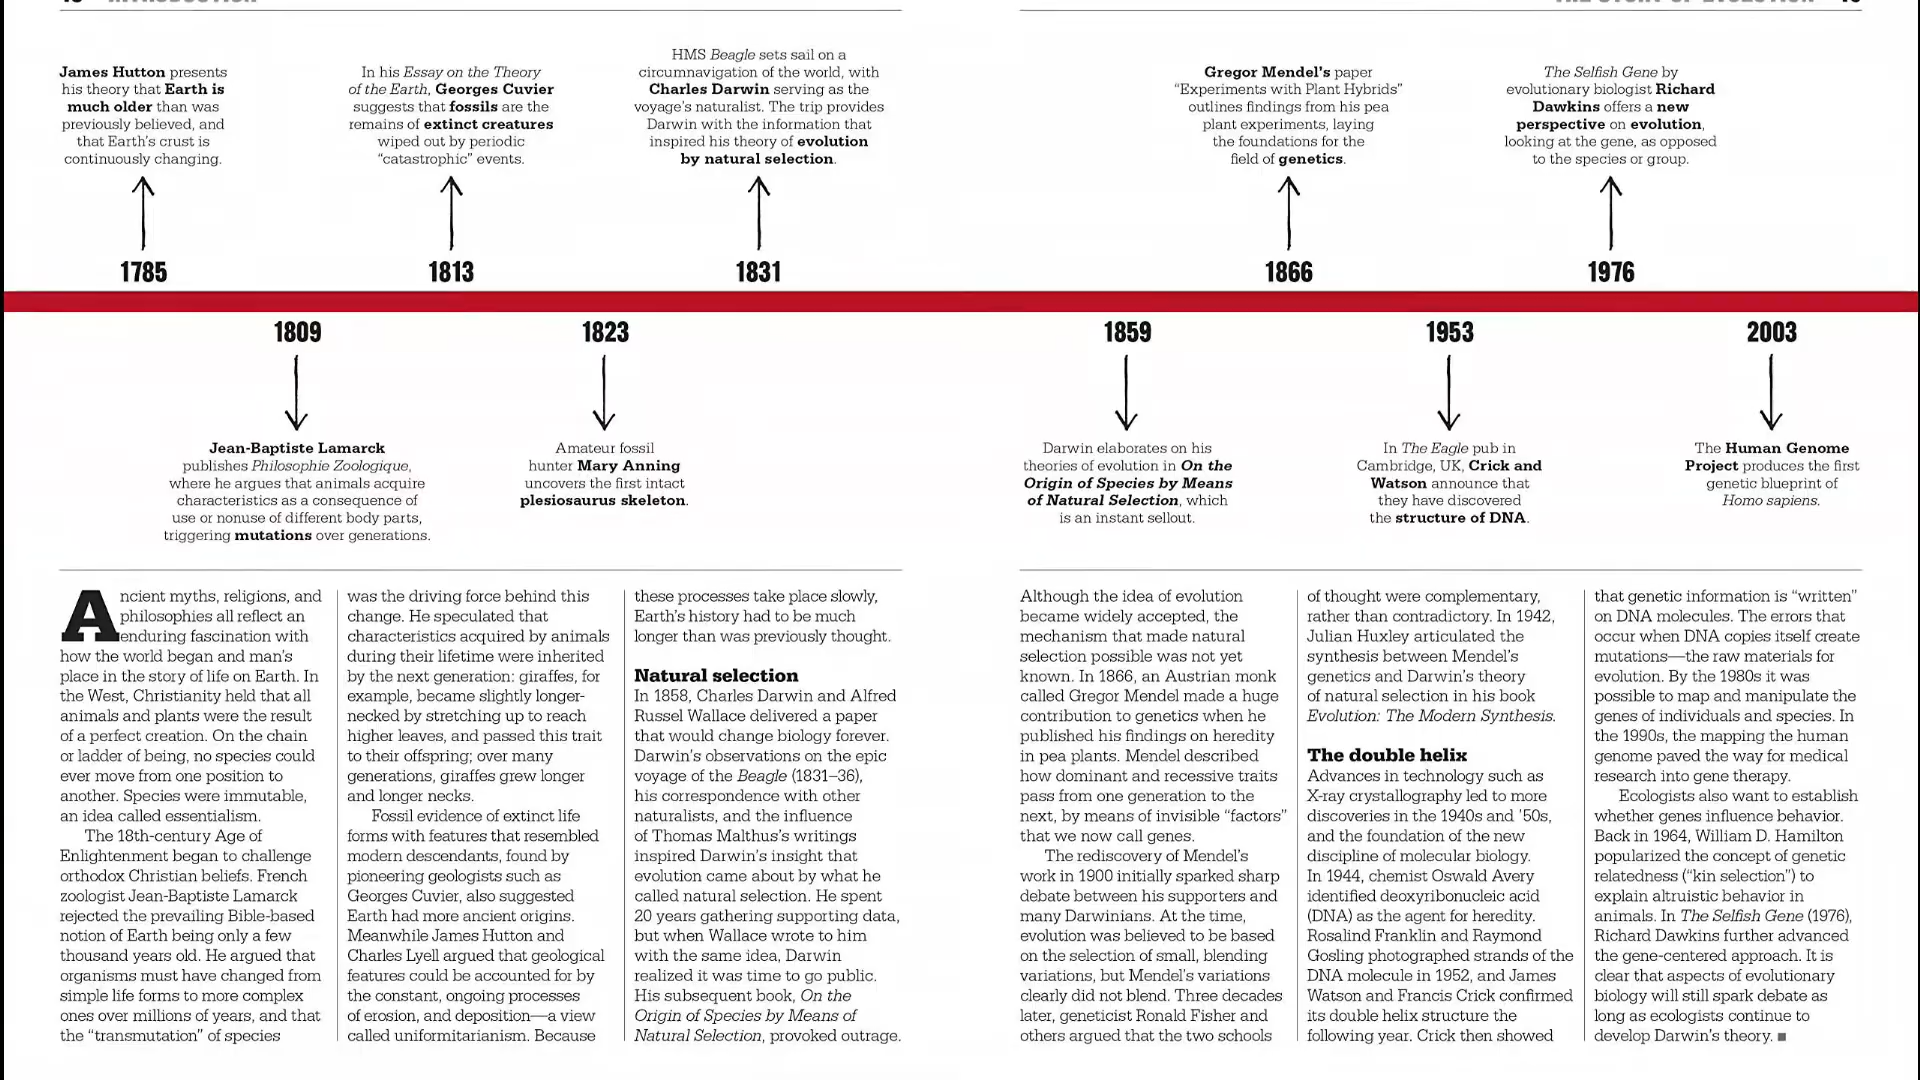 James Hutton presents
his theory that Earth is
much older than was
previously believed, and
that Earth’s crust is
continuously changing.
1785
In his Essay on the Theory
of the Earth, Georges Cuvier
suggests that fossils are the
remains of extinct creatures
wiped out by periodic
“catastrophic” events.
1813
HMS Beagle sets sail on a
circumnavigation of the world, with
Charles Darwin serving as the
voyage’s naturalist. The trip provides
Darwin with the information that
inspired his theory of evolution
by natural selection.
1831
Gregor Mendel’s paper
“Experiments with Plant Hybrids”
outlines findings from his pea
plant experiments, laying
the foundations for the
field of genetics.
1866
The Selfish Gene by
evolutionary biologist Richard
Dawkins offers a new
perspective on evolution,
looking at the gene, as opposed
to the species or group.
1976
1809
Jean-Baptiste Lamarck
publishes Philosophie Zoologique,
where he argues that animals acquire
characteristics as a consequence of
use or nonuse of different body parts,
triggering mutations over generations.
1823
Amateur fossil
hunter Mary Anning
uncovers the first intact
plesiosaurus skeleton.
1859
Darwin elaborates on his
theories of evolution in On the
Origin of Species by Means
of Natural Selection, which
is an instant sellout.
1953
In The Eagle pub in
Cambridge, UK, Crick and
Watson announce that
they have discovered
the structure of DNA.
2003
The Human Genome
Project produces the first
genetic blueprint of
Homo sapiens.
Ancient myths, religions, and
philosophies all reflect an
enduring fascination with
how the world began and man’s
place in the story of life on Earth. In
the West, Christianity held that all
animals and plants were the result
of a perfect creation. On the chain
or ladder of being, no species could
ever move from one position to
another. Species were immutable,
an idea called essentialism.
The 18th-century Age of
Enlightenment began to challenge
orthodox Christian beliefs. French
zoologist Jean-Baptiste Lamarck
rejected the prevailing Bible-based
notion of Earth being only a few
thousand years old. He argued that
organisms must have changed from
simple life forms to more complex
ones over millions of years, and that
the “transmutation” of species
was the driving force behind this
change. He speculated that
characteristics acquired by animals
during their lifetime were inherited
by the next generation: giraffes, for
example, became slightly longer-
necked by stretching up to reach
higher leaves, and passed this trait
to their offspring; over many
generations, giraffes grew longer
and longer necks.
Fossil evidence of extinct life
forms with features that resembled
modern descendants, found by
pioneering geologists such as
Georges Cuvier, also suggested
Earth had more ancient origins.
Meanwhile James Hutton and
Charles Lyell argued that geological
features could be accounted for by
the constant, ongoing processes
of erosion, and deposition—a view
called uniformitarianism. Because
these processes take place slowly,
Earth’s history had to be much
longer than was previously thought.
Natural selection
In 1858, Charles Darwin and Alfred
Russel Wallace delivered a paper
that would change biology forever.
Darwin’s observations on the epic
voyage of the Beagle (1831–36),
his correspondence with other
naturalists, and the influence
of Thomas Malthus’s writings
inspired Darwin’s insight that
evolution came about by what he
called natural selection. He spent
20 years gathering supporting data,
but when Wallace wrote to him
with the same idea, Darwin
realized it was time to go public.
His subsequent book, On the
Origin of Species by Means of
Natural Selection, provoked outrage.
Although the idea of evolution
became widely accepted, the
mechanism that made natural
selection possible was not yet
known. In 1866, an Austrian monk
called Gregor Mendel made a huge
contribution to genetics when he
published his findings on heredity
in pea plants. Mendel described
how dominant and recessive traits
pass from one generation to the
next, by means of invisible “factors”
that we now call genes.
The rediscovery of Mendel’s
work in 1900 initially sparked sharp
debate between his supporters and
many Darwinians. At the time,
evolution was believed to be based
on the selection of small, blending
variations, but Mendel’s variations
clearly did not blend. Three decades
later, geneticist Ronald Fisher and
others argued that the two schools
of thought were complementary,
rather than contradictory. In 1942,
Julian Huxley articulated the
synthesis between Mendel’s
genetics and Darwin’s theory
of natural selection in his book
Evolution: The Modern Synthesis.
The double helix
Advances in technology such as
X-ray crystallography led to more
discoveries in the 1940s and ’50s,
and the foundation of the new
discipline of molecular biology.
In 1944, chemist Oswald Avery
identified deoxyribonucleic acid
(DNA) as the agent for heredity.
Rosalind Franklin and Raymond
Gosling photographed strands of the
DNA molecule in 1952, and James
Watson and Francis Crick confirmed
its double helix structure the
following year. Crick then showed
that genetic information is “written”
on DNA molecules. The errors that
occur when DNA copies itself create
mutations—the raw materials for
evolution. By the 1980s it was
possible to map and manipulate the
genes of individuals and species. In
the 1990s, the mapping the human
genome paved the way for medical
research into gene therapy.
Ecologists also want to establish
whether genes influence behavior.
Back in 1964, William D. Hamilton
popularized the concept of genetic
relatedness (“kin selection”) to
explain altruistic behavior in
animals. In The Selfish Gene (1976),
Richard Dawkins further advanced
the gene-centered approach. It is
clear that aspects of evolutionary
biology will still spark debate as
long as ecologists continue to
develop Darwin’s theory. ■